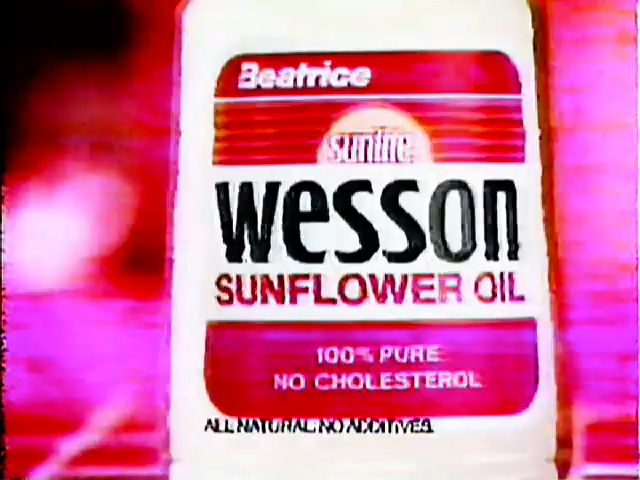 Beatrice
sunlite
wesson
SUNFLOWER OIL
100% PURE
NO CHOLESTEROL
ALL NATURAL NO ADDITIVES.